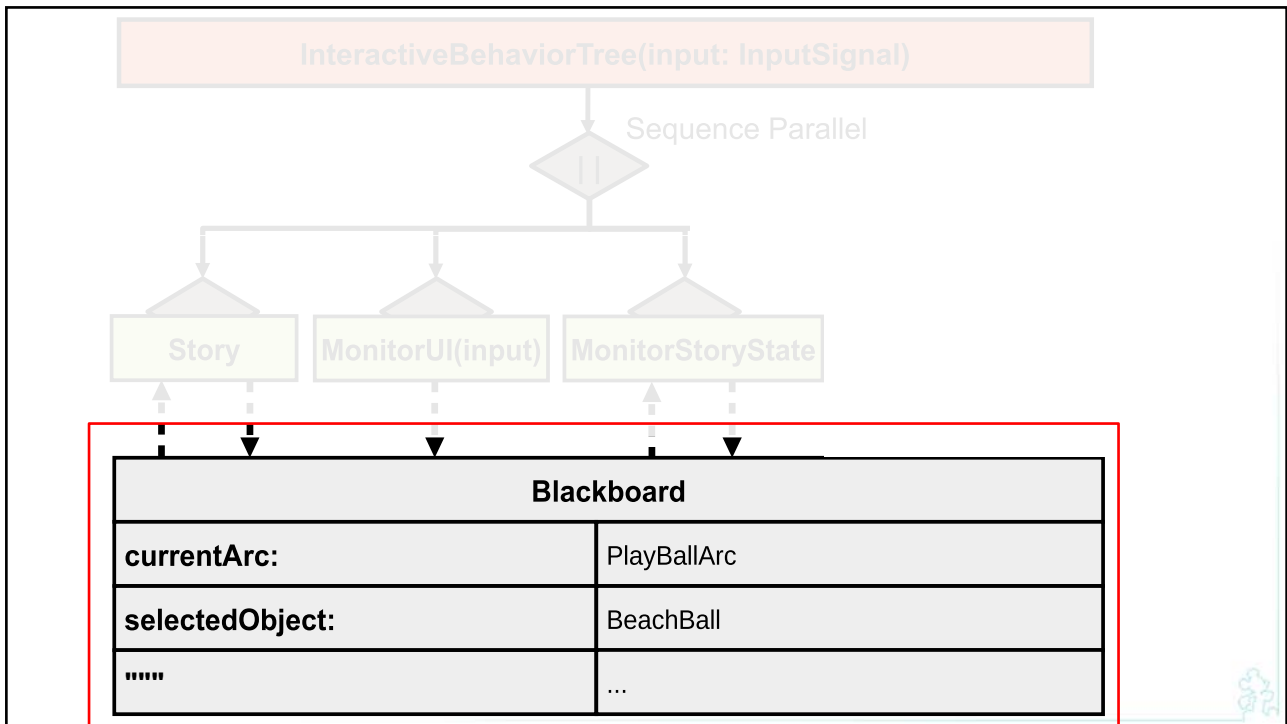 InteractiveBehaviorTree(input: InputSignal)
Sequence Parallel
||
Story
MonitorUI(input)
MonitorStoryState
Blackboard
currentArc:
PlayBallArc
selectedObject:
BeachBall
"""
...